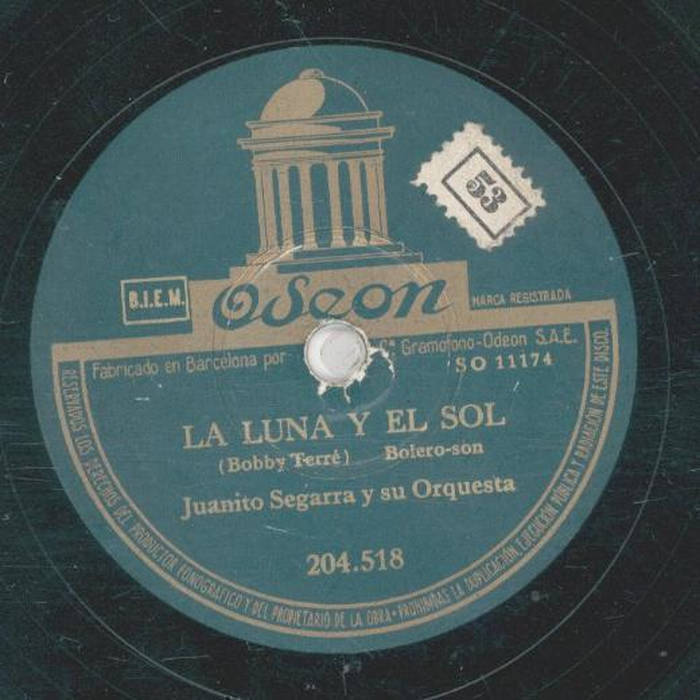 53
B.I.E.M.
Odeon
MARCA REGISTRADA
Fabricado en Barcelona por Cª Gramófono-Odeon S.A.E.
SO 11174
LA LUNA Y EL SOL
(Bobby Terré) Bolero-son
Juanito Segarra y su Orquesta
204.518
RESERVADOS LOS DERECHOS DEL PRODUCTOR FONOGRAFICO Y DEL PROPIETARIO DE LA OBRA • PROHIBIDAS LA DUPLICACIÓN, EJECUCIÓN PÚBLICA Y RADIACIÓN DE ESTE DISCO.